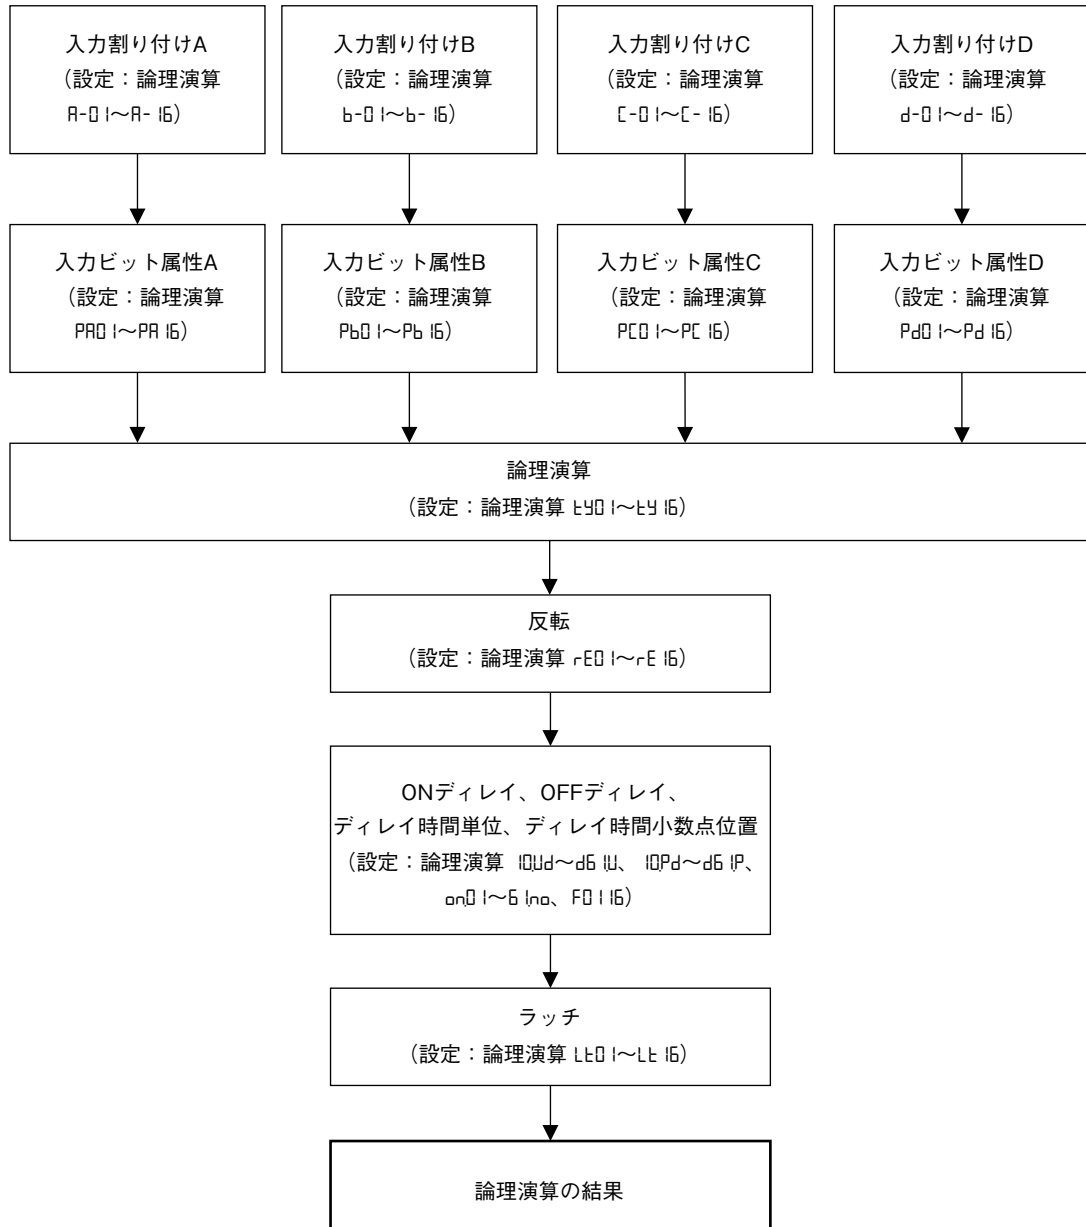 入力割り付けA
(設定：論理演算
A-01～A-16)
入力割り付けB
(設定：論理演算
b-01～b-16)
入力割り付けC
(設定：論理演算
C-01～C-16)
入力割り付けD
(設定：論理演算
d-01～d-16)
入力ビット属性A
(設定：論理演算
PA01～PA16)
入力ビット属性B
(設定：論理演算
Pb01～Pb16)
入力ビット属性C
(設定：論理演算
PC01～PC16)
入力ビット属性D
(設定：論理演算
Pd01～Pd16)
論理演算
(設定：論理演算 ty01～ty16)
反転
(設定：論理演算 rE01～rE16)
ONディレイ、OFFディレイ、
ディレイ時間単位、ディレイ時間小数点位置
(設定：論理演算 10.Ud～d61.U、 10.Pd～d61.P、
on.01～61.no、F0116)
ラッチ
(設定：論理演算 Lt01～Lt16)
論理演算の結果